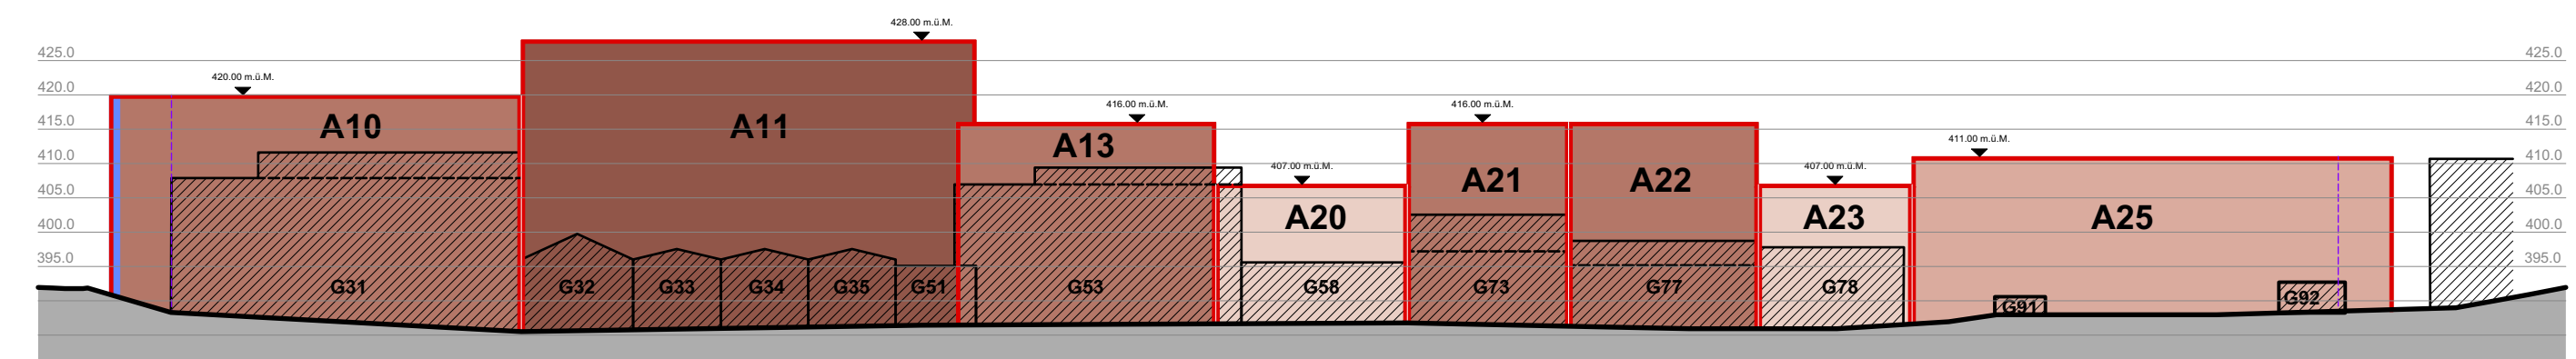 428.00 m.ü.M.
425.0 425.0
420.00 m.ü.M.
420.0 420.0
416.00 m.ü.M. 416.00 m.ü.M.
415.0 A10 A11 415.0
411.00 m.ü.M.
A13
410.0 410.0
407.00 m.ü.M. 407.00 m.ü.M.
A21 A22
405.0 405.0
A20 A23 A25
400.0 400.0
395.0 395.0
G31 G32 G33 G34 G35 G51 G53 G58 G73 G77 G78
G91 G92